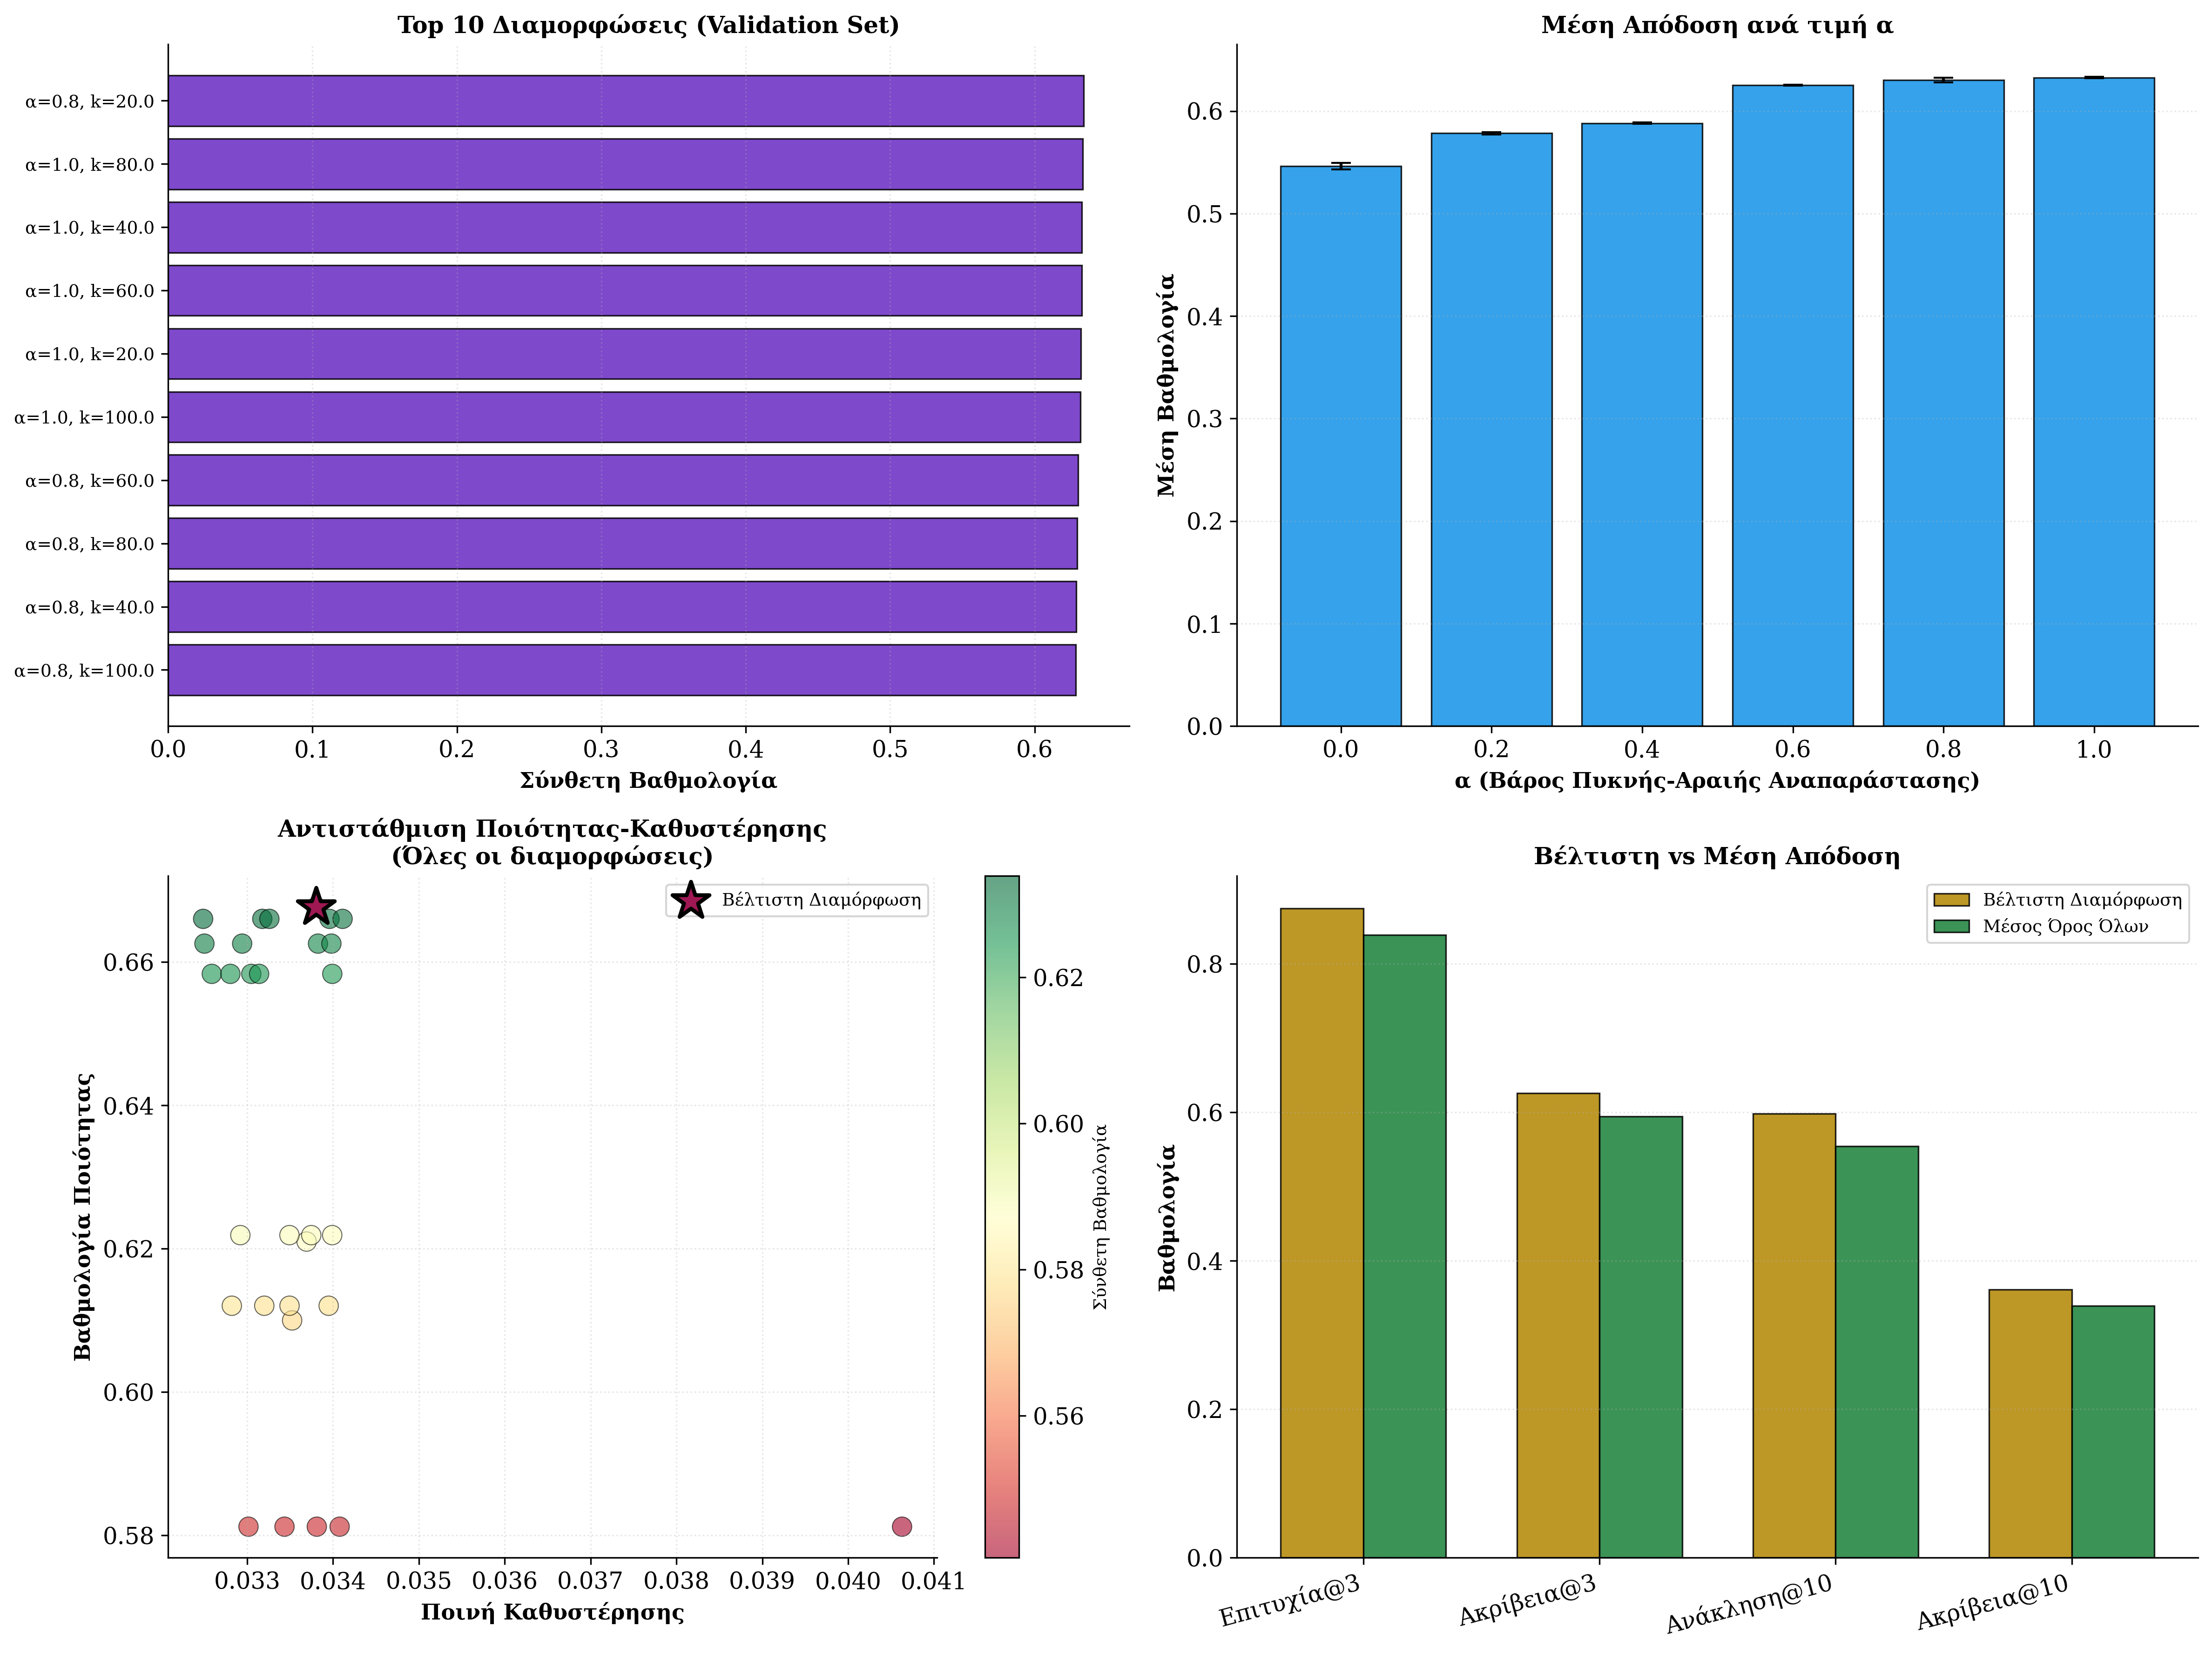 Top 10 Διαμορφώσεις (Validation Set)
α=0.8, k=20.0
α=1.0, k=80.0
α=1.0, k=40.0
α=1.0, k=60.0
α=1.0, k=20.0
α=1.0, k=100.0
α=0.8, k=60.0
α=0.8, k=80.0
α=0.8, k=40.0
α=0.8, k=100.0
0.0 0.1 0.2 0.3 0.4 0.5 0.6
Σύνθετη Βαθμολογία
Μέση Απόδοση ανά τιμή α
Μέση Βαθμολογία
0.6
0.5
0.4
0.3
0.2
0.1
0.0
0.0 0.2 0.4 0.6 0.8 1.0
α (Βάρος Πυκνής-Αραιής Αναπαράστασης)
Αντιστάθμιση Ποιότητας-Καθυστέρησης
(Όλες οι διαμορφώσεις)
Βέλτιστη Διαμόρφωση
Βαθμολογία Ποιότητας
0.66
0.64
0.62
0.60
0.58
0.033 0.034 0.035 0.036 0.037 0.038 0.039 0.040 0.041
Ποινή Καθυστέρησης
0.62
0.60
0.58
0.56
Σύνθετη Βαθμολογία
Βέλτιστη vs Μέση Απόδοση
Βέλτιστη Διαμόρφωση
Μέσος Όρος Όλων
Βαθμολογία
0.8
0.6
0.4
0.2
0.0
Επιτυχία@3
Ακρίβεια@3
Ανάκληση@10
Ακρίβεια@10